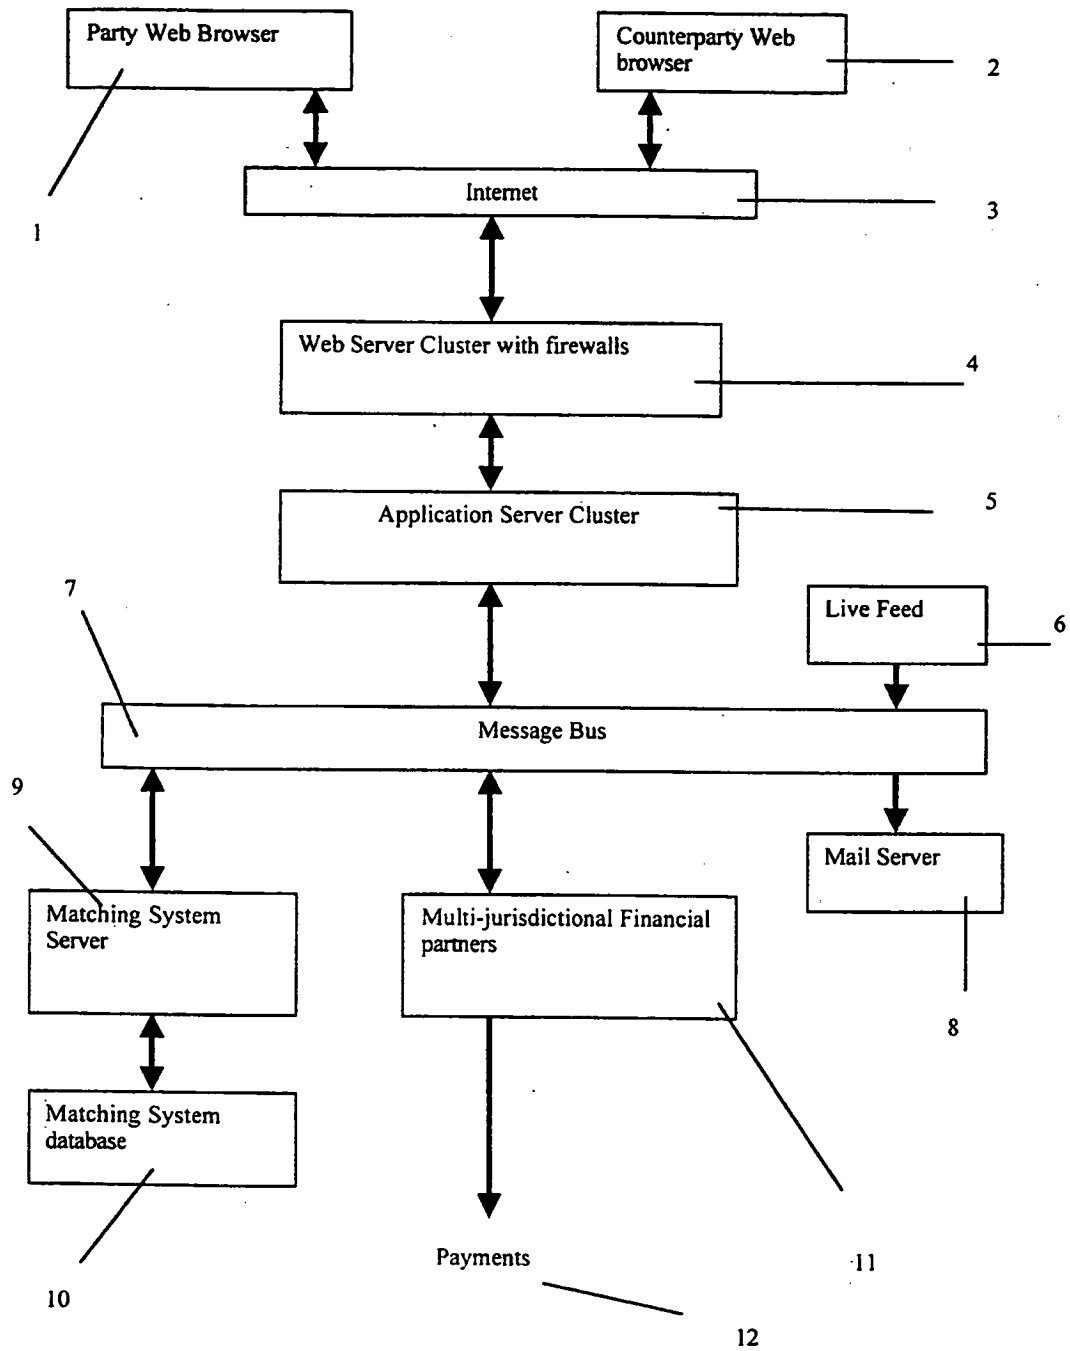 Party Web Browser
Counterparty Web
browser
2
Internet
3
1
Web Server Cluster with firewalls
4
Application Server Cluster
5
7
Live Feed
6
Message Bus
9
Mail Server
Matching System
Server
Multi-jurisdictional Financial
partners
8
Matching System
database
Payments
11
10
12